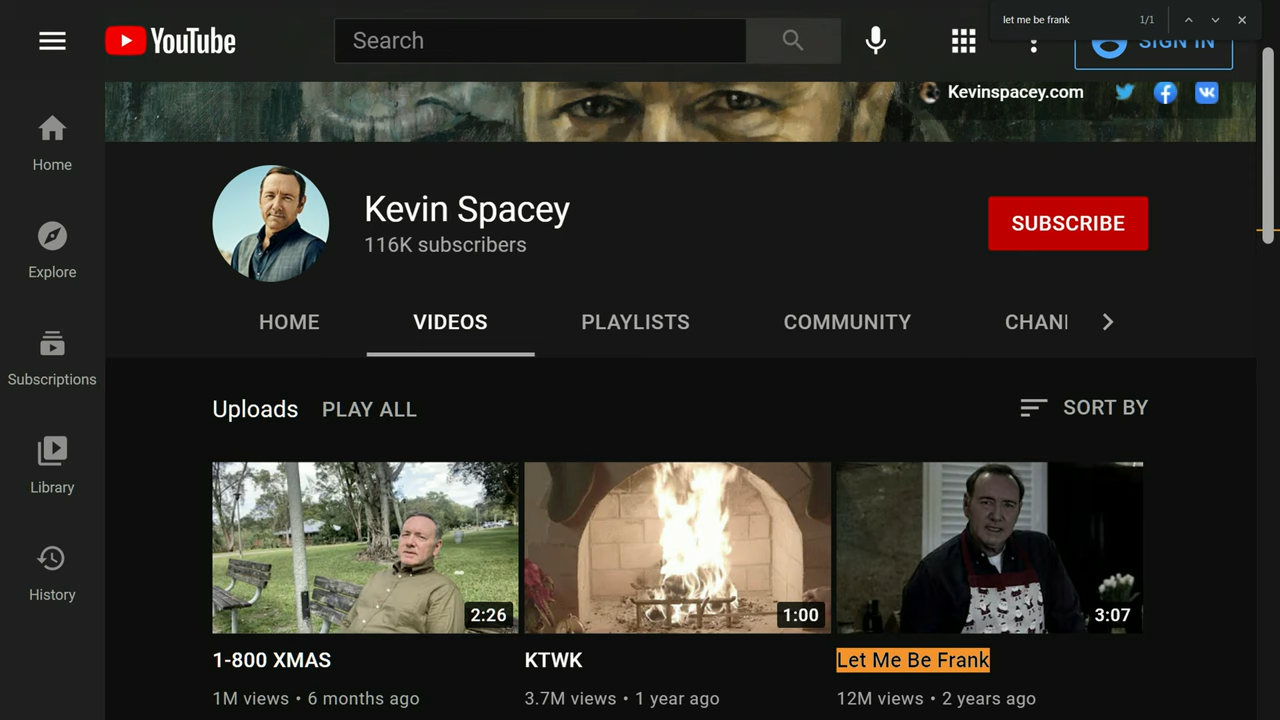 let me be frank 1/1
YouTube Search SIGN IN
Kevinspacey.com
Home
Explore
Subscriptions
Library
History
Kevin Spacey
116K subscribers
SUBSCRIBE
HOME VIDEOS PLAYLISTS COMMUNITY CHANI
Uploads PLAY ALL SORT BY
2:26 1:00 3:07
1-800 XMAS KTWK Let Me Be Frank
1M views • 6 months ago 3.7M views • 1 year ago 12M views • 2 years ago